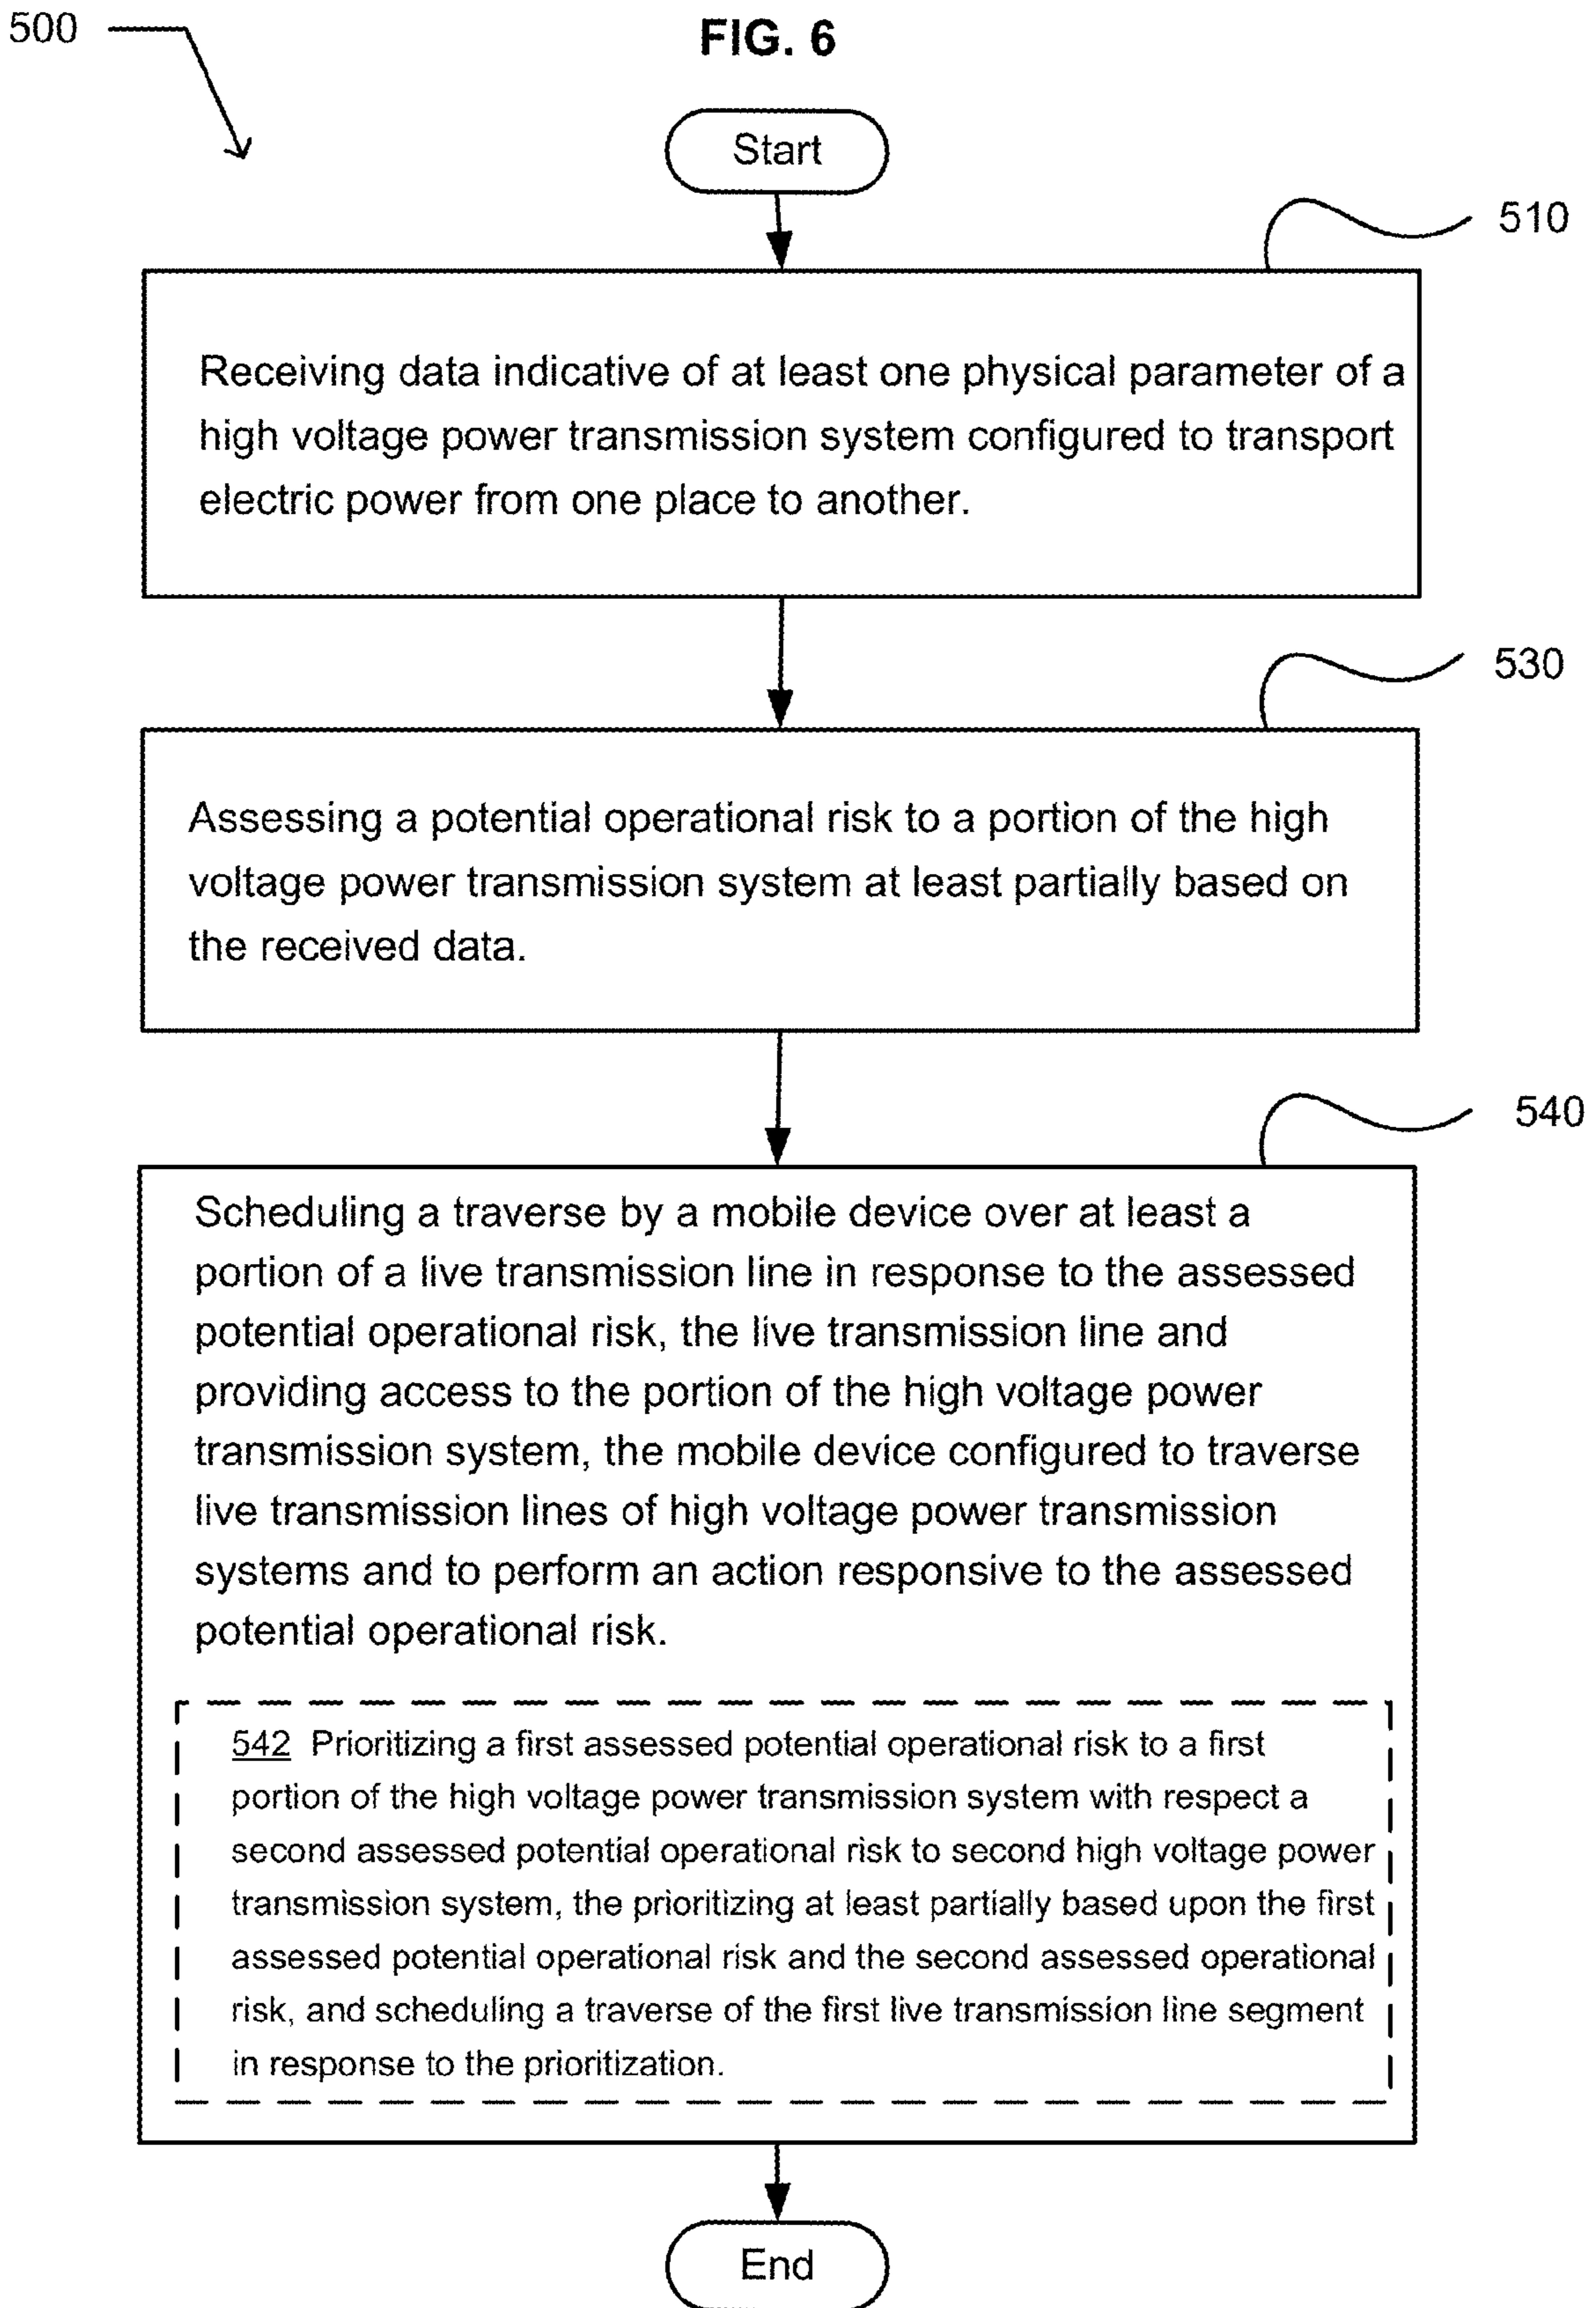 500
FIG. 6
Start
510
Receiving data indicative of at least one physical parameter of a
high voltage power transmission system configured to transport
electric power from one place to another.
530
Assessing a potential operational risk to a portion of the high
voltage power transmission system at least partially based on
the received data.
540
Scheduling a traverse by a mobile device over at least a
portion of a live transmission line in response to the assessed
potential operational risk, the live transmission line and
providing access to the portion of the high voltage power
transmission system, the mobile device configured to traverse
live transmission lines of high voltage power transmission
systems and to perform an action responsive to the assessed
potential operational risk.
542 Prioritizing a first assessed potential operational risk to a first
portion of the high voltage power transmission system with respect a
second assessed potential operational risk to second high voltage power
transmission system, the prioritizing at least partially based upon the first
assessed potential operational risk and the second assessed operational
risk, and scheduling a traverse of the first live transmission line segment
in response to the prioritization.
End